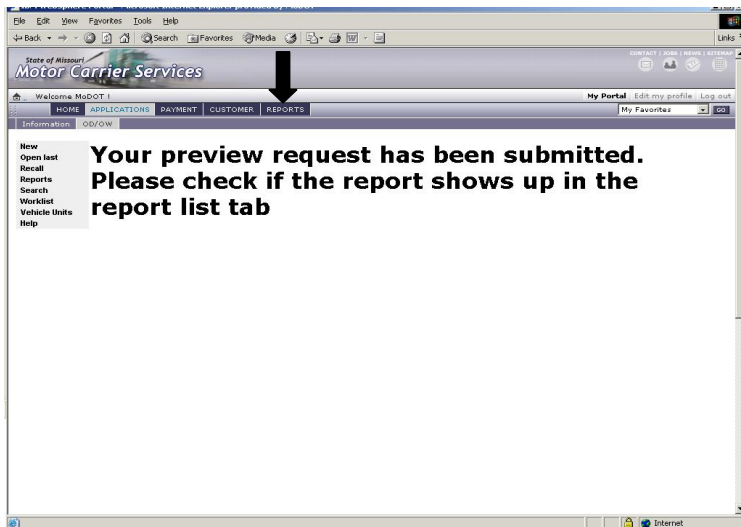 File Edit View Favorites Tools Help
Back Search Favorites Media Links
State of Missouri
Motor Carrier Services
CONTACT | JOBS | NEWS | SITEMAP
Welcome MoDOT ! My Portal Edit my profile Log out
HOME APPLICATIONS PAYMENT CUSTOMER REPORTS My Favorites GO
Information OD/OW
New
Open last
Recall
Reports
Search
Worklist
Vehicle Units
Help
Your preview request has been submitted.
Please check if the report shows up in the
report list tab
Internet